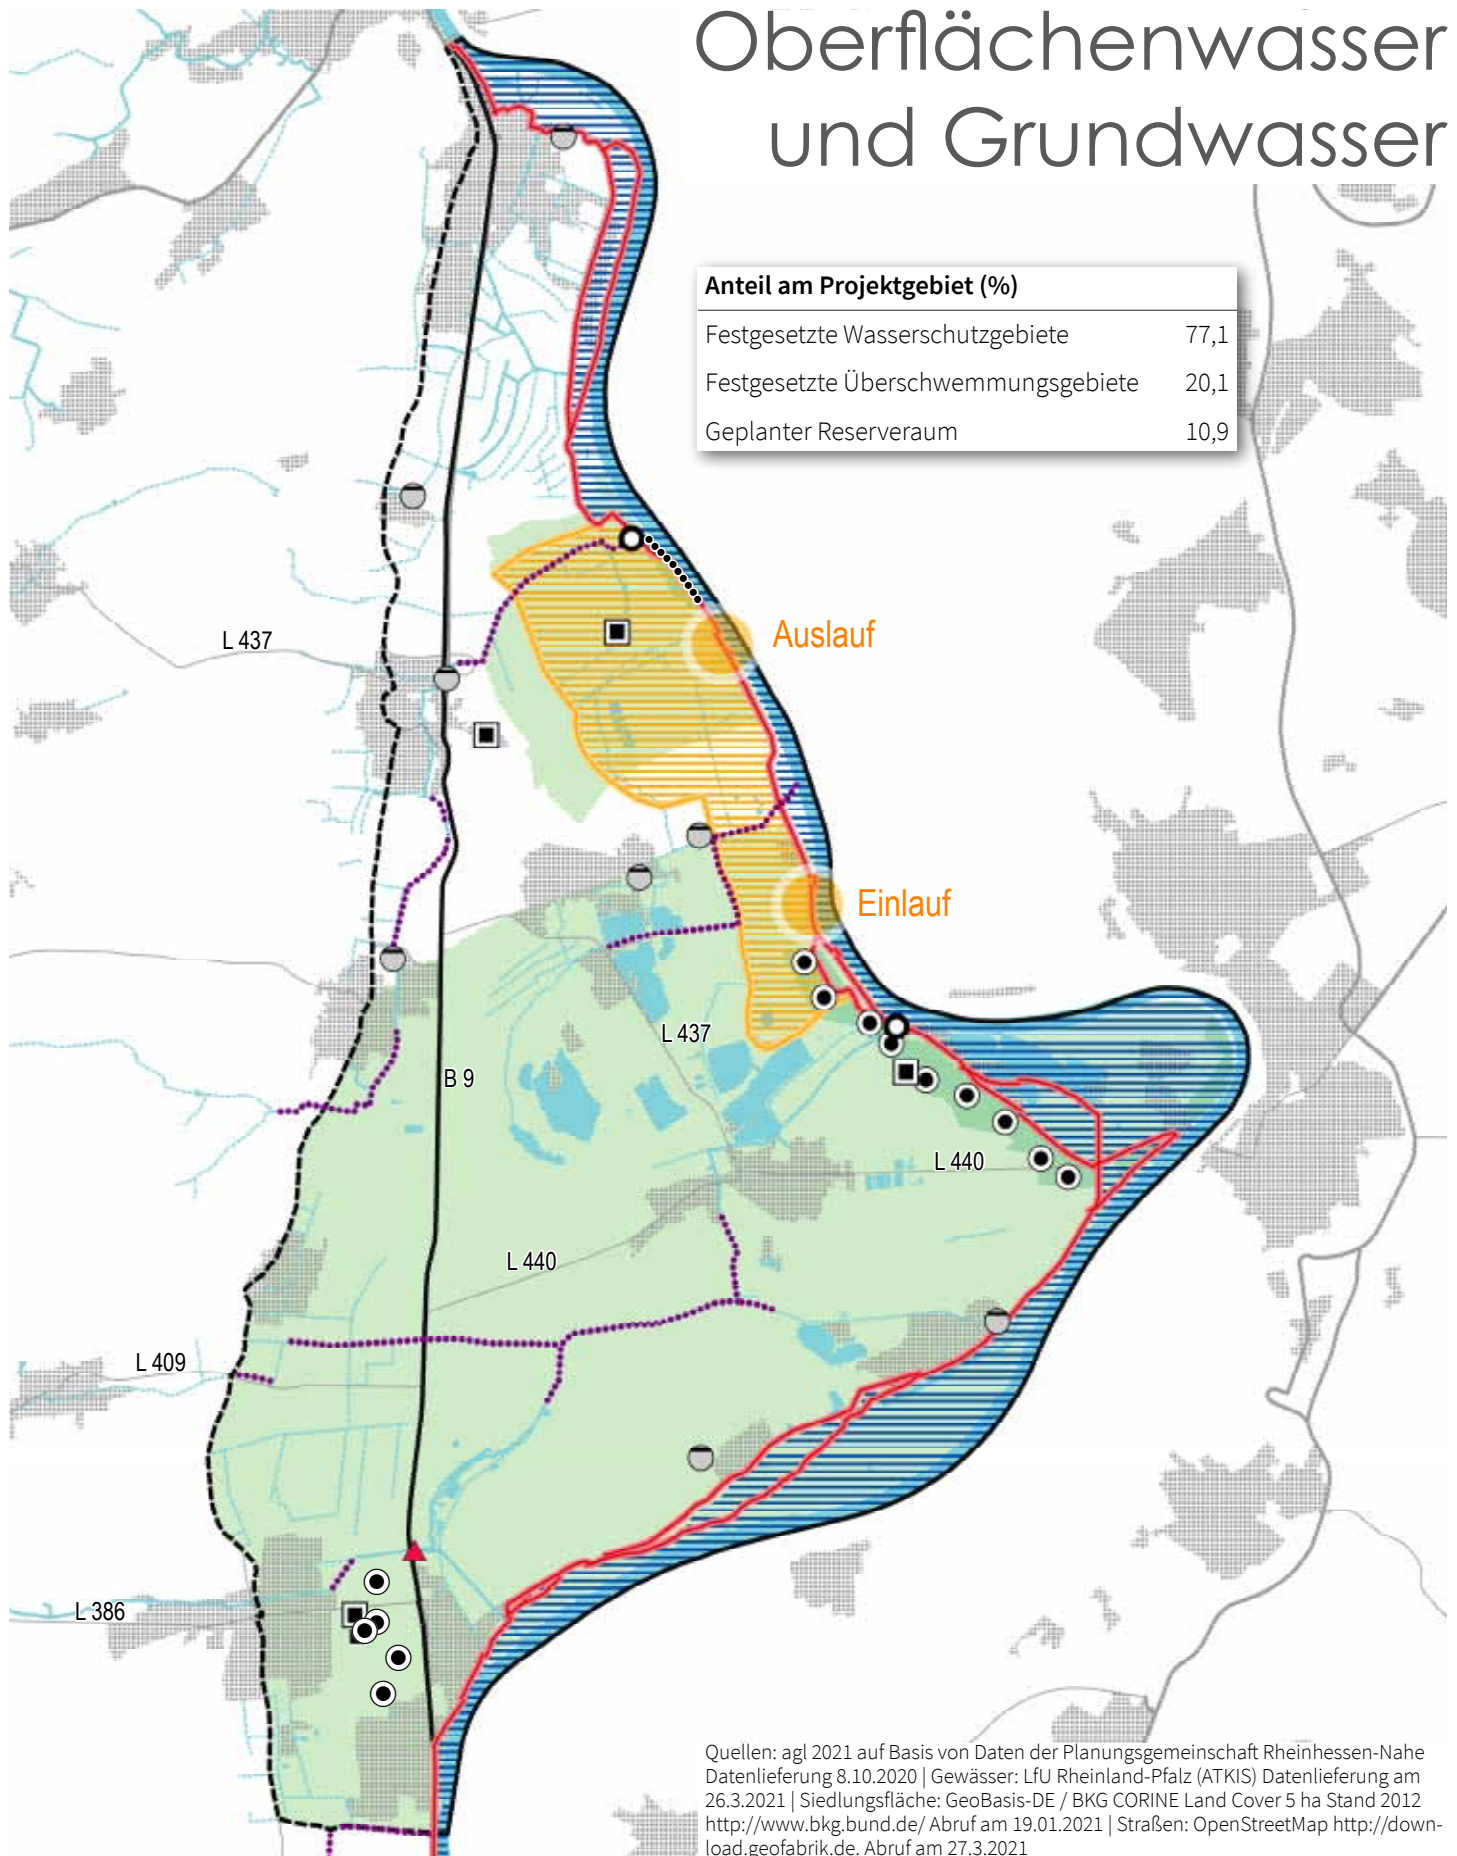 Oberflächenwasser
und Grundwasser
Anteil am Projektgebiet (%)
Festgesetzte Wasserschutzgebiete 77,1
Festgesetzte Überschwemmungsgebiete 20,1
Geplanter Reserveraum 10,9
L 437
Auslauf
Einlauf
L 437
B 9
L 440
L 440
L 409
L 386
Quellen: agl 2021 auf Basis von Daten der Planungsgemeinschaft Rheinhessen-Nahe
Datenlieferung 8.10.2020 | Gewässer: LfU Rheinland-Pfalz (ATKIS) Datenlieferung am
26.3.2021 | Siedlungsfläche: GeoBasis-DE / BKG CORINE Land Cover 5 ha Stand 2012
http://www.bkg.bund.de/ Abruf am 19.01.2021 | Straßen: OpenStreetMap http://down-
load.geofabrik.de. Abruf am 27.3.2021